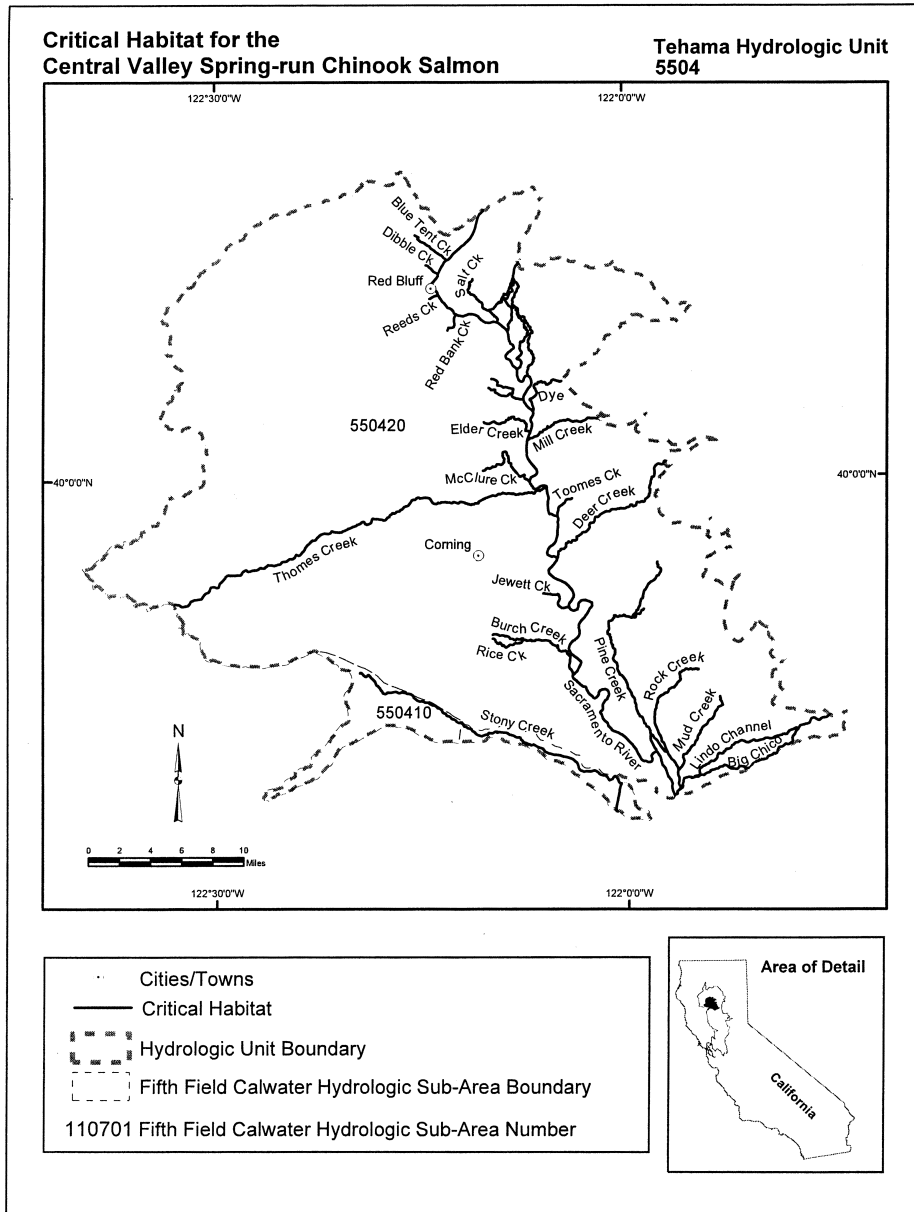 Critical Habitat for the
Central Valley Spring-run Chinook Salmon
Tehama Hydrologic Unit
5504
122°30'0"W
122°0'0"W
Blue Tent Ck
Dibble Ck
Red Bluff
Salt Ck
Reeds Ck
Red Bank Ck
Dye
550420
Elder Creek
Mill Creek
40°0'0"N
40°0'0"N
McClure Ck
Toomes Ck
Deer Creek
Thomes Creek
Corning
Jewett Ck
Burch Creek
Rice Ck
Pine Creek
Rock Creek
Sacramento River
Mud Creek
550410
Stony Creek
Lindo Channel
Big Chico
N
0 2 4 6 8 10
Miles
122°30'0"W
122°0'0"W
Cities/Towns
Critical Habitat
Hydrologic Unit Boundary
Fifth Field Calwater Hydrologic Sub-Area Boundary
110701 Fifth Field Calwater Hydrologic Sub-Area Number
Area of Detail
California